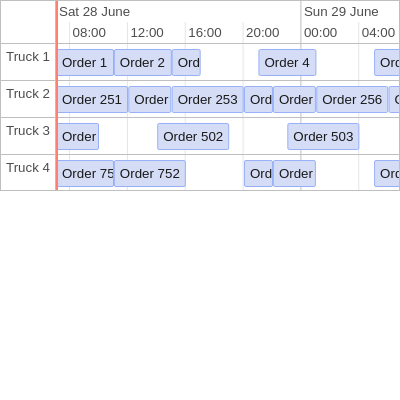 Sat 28 June Sun 29 June
08:00 12:00 16:00 20:00 00:00 04:00
Truck 1 Order 1 Order 2 Ord Order 4 Ord
Truck 2 Order 251 Order Order 253 Ord Order Order 256
Truck 3 Order Order 502 Order 503
Truck 4 Order 75 Order 752 Ord Order Ord